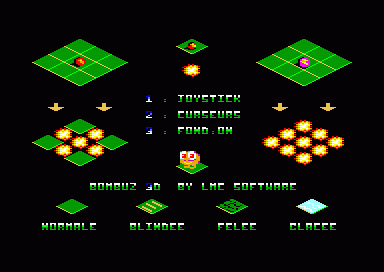 1 : JOYSTICK
2 : CURSEURS
3 : FOND:ON
BOMBUZ 3D BY LMC SOFTWARE
NORMALE BLINDEE FELEE GLACEE